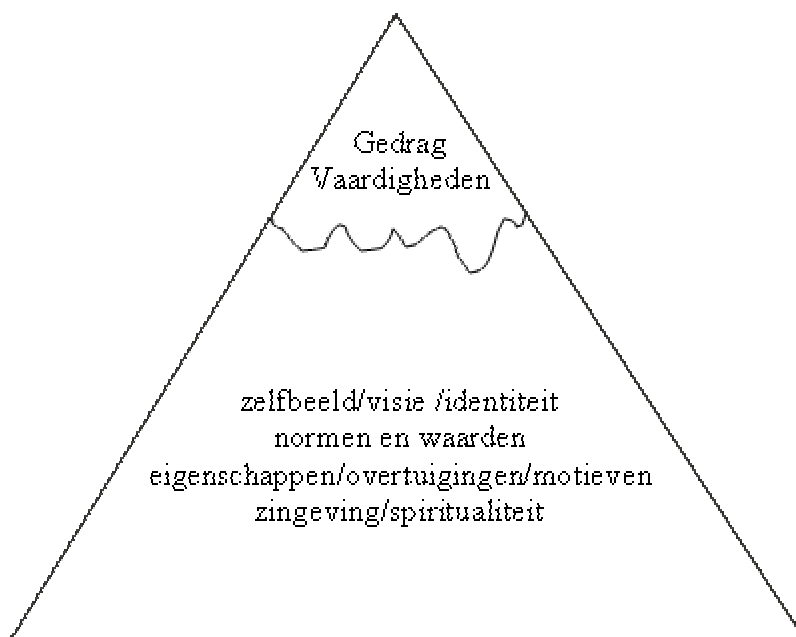 Gedrag
Vaardigheden
zelfbeeld/visie /identiteit
normen en waarden
eigenschappen/overtuigingen/motieven
zingeving/spiritualiteit